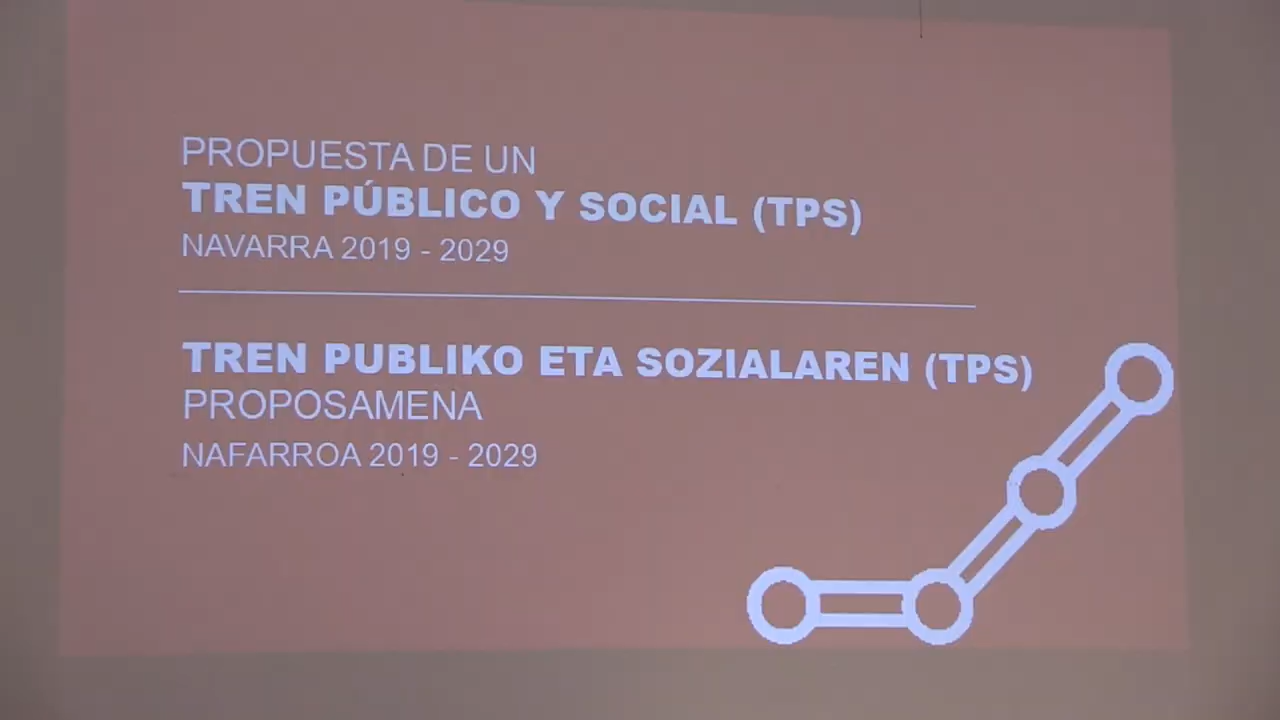 PROPUESTA DE UN
TREN PÚBLICO Y SOCIAL (TPS)
NAVARRA 2019 - 2029
TREN PUBLIKO ETA SOZIALAREN (TPS)
PROPOSAMENA
NAFARROA 2019 - 2029